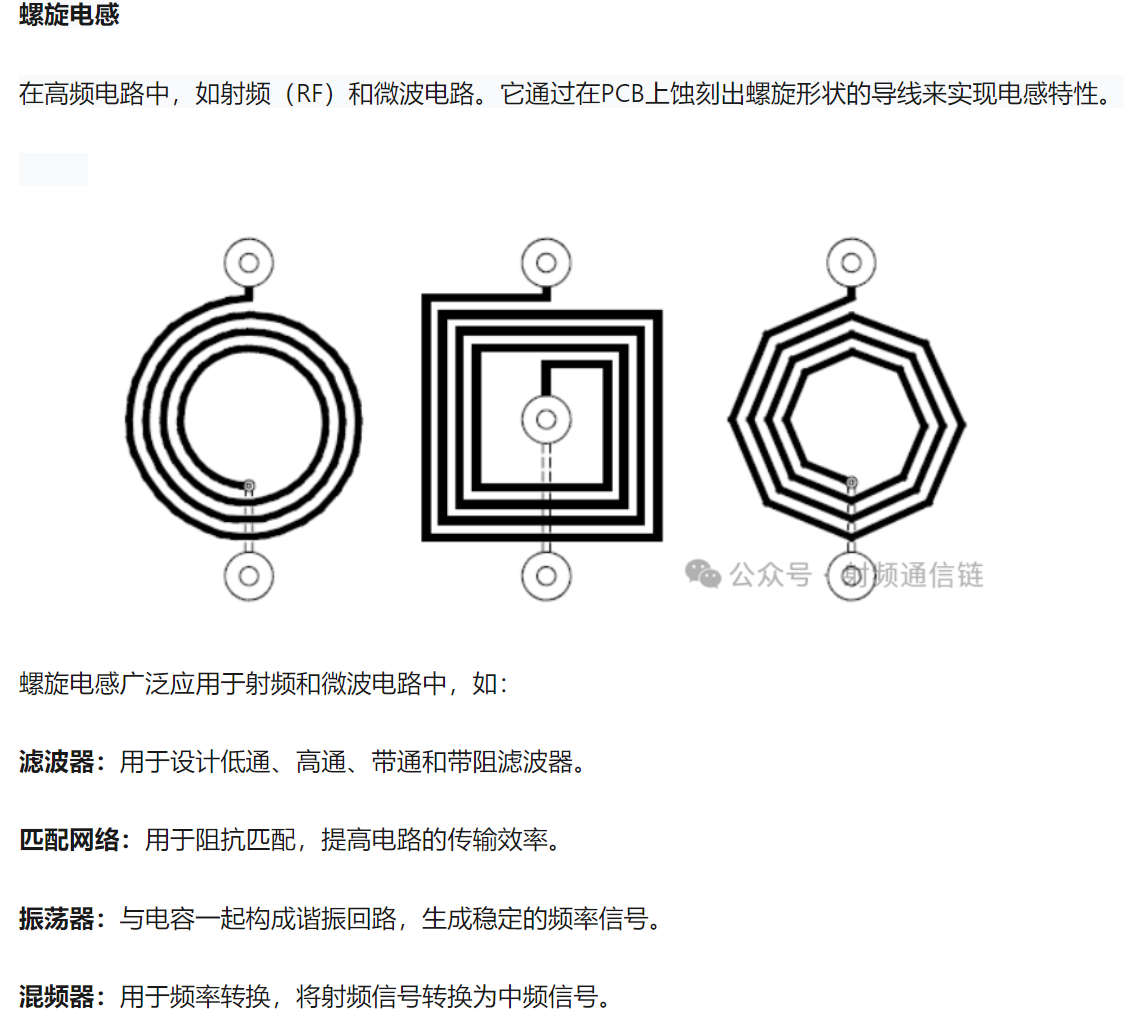 螺旋电感
在高频电路中，如射频（RF）和微波电路。它通过在PCB上蚀刻出螺旋形状的导线来实现电感特性。
公众号 · 射频通信链
螺旋电感广泛应用于射频和微波电路中，如：
滤波器：用于设计低通、高通、带通和带阻滤波器。
匹配网络：用于阻抗匹配，提高电路的传输效率。
振荡器：与电容一起构成谐振回路，生成稳定的频率信号。
混频器：用于频率转换，将射频信号转换为中频信号。